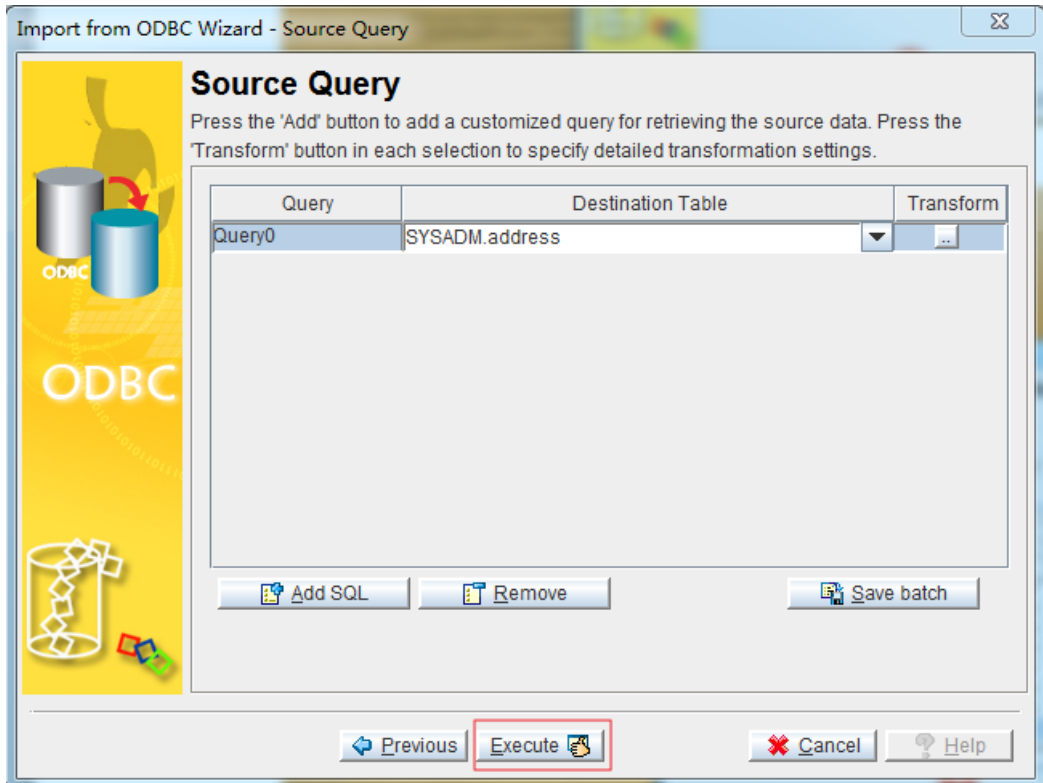 Import from ODBC Wizard - Source Query
Source Query
Press the 'Add' button to add a customized query for retrieving the source data. Press the
'Transform' button in each selection to specify detailed transformation settings.
Query Destination Table Transform
Query0 SYSADM.address ..
ODBC
ODBC
Add SQL Remove Save batch
Previous Execute Cancel Help